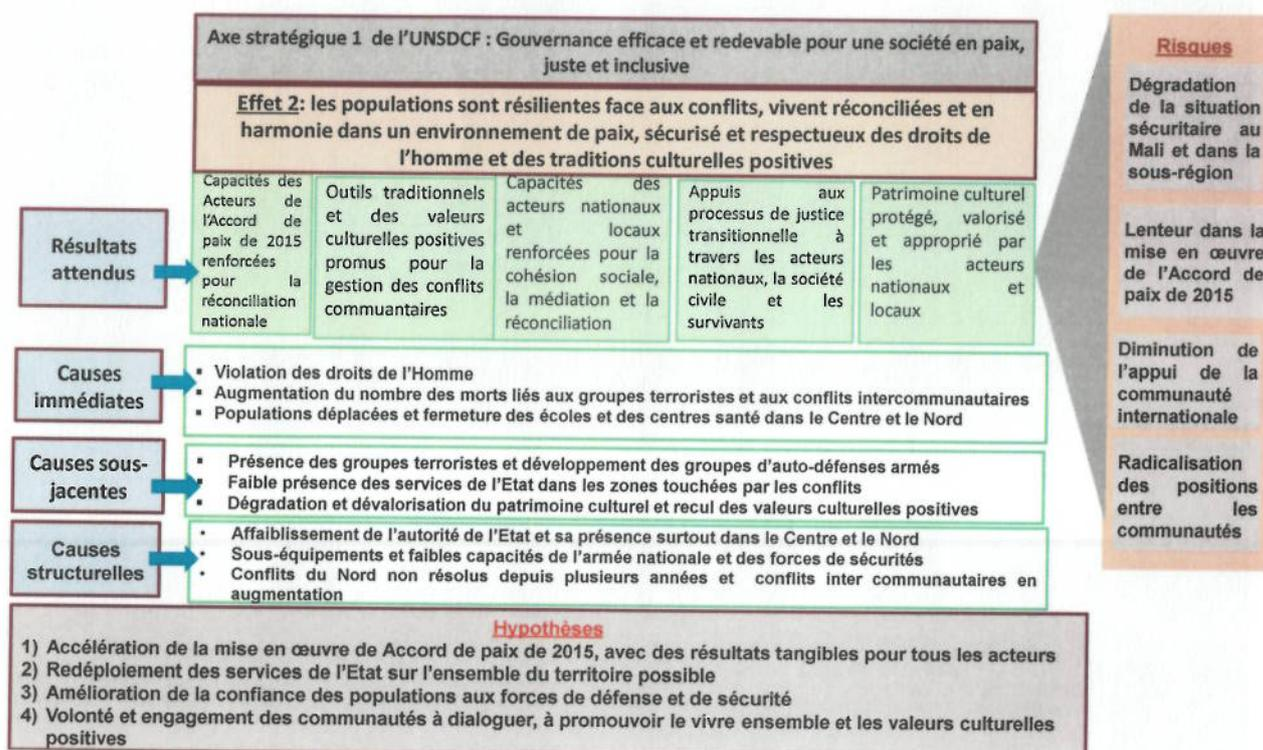 Axe stratégique 1 de l'UNSDCF : Gouvernance efficace et redevable pour une société en paix,
juste et inclusive
Effet 2: les populations sont résilientes face aux conflits, vivent réconciliées et en
harmonie dans un environnement de paix, sécurisé et respectueux des droits de
l'homme et des traditions culturelles positives
Résultats
attendus
Capacités des
Acteurs de
l'Accord de
paix de 2015
renforcées
pour la
réconciliation
nationale
Outils traditionnels
et des valeurs
culturelles positives
promus pour la
gestion des conflits
commuantaires
Capacités des
acteurs nationaux
et locaux
renforcées pour la
cohésion sociale,
la médiation et la
réconciliation
Appuis aux
processus de justice
transitionnelle à
travers les acteurs
nationaux, la société
civile et les
survivants
Patrimoine culturel
protégé, valorisé
et approprié par
les acteurs
nationaux et
locaux
Causes
immédiates
▪ Violation des droits de l'Homme
▪ Augmentation du nombre des morts liés aux groupes terroristes et aux conflits intercommunautaires
▪ Populations déplacées et fermeture des écoles et des centres santé dans le Centre et le Nord
Causes sous-
jacentes
▪ Présence des groupes terroristes et développement des groupes d'auto-défenses armés
▪ Faible présence des services de l'Etat dans les zones touchées par les conflits
▪ Dégradation et dévalorisation du patrimoine culturel et recul des valeurs culturelles positives
Causes
structurelles
• Affaiblissement de l'autorité de l'Etat et sa présence surtout dans le Centre et le Nord
• Sous-équipements et faibles capacités de l'armée nationale et des forces de sécurités
• Conflits du Nord non résolus depuis plusieurs années et conflits inter communautaires en
augmentation
Hypothèses
1) Accélération de la mise en œuvre de Accord de paix de 2015, avec des résultats tangibles pour tous les acteurs
2) Redéploiement des services de l'Etat sur l'ensemble du territoire possible
3) Amélioration de la confiance des populations aux forces de défense et de sécurité
4) Volonté et engagement des communautés à dialoguer, à promouvoir le vivre ensemble et les valeurs culturelles
positives
Risques
Dégradation
de la situation
sécuritaire au
Mali et dans la
sous-région
Lenteur dans la
mise en œuvre
de l'Accord de
paix de 2015
Diminution de
l'appui de la
communauté
internationale
Radicalisation
des positions
entre les
communautés